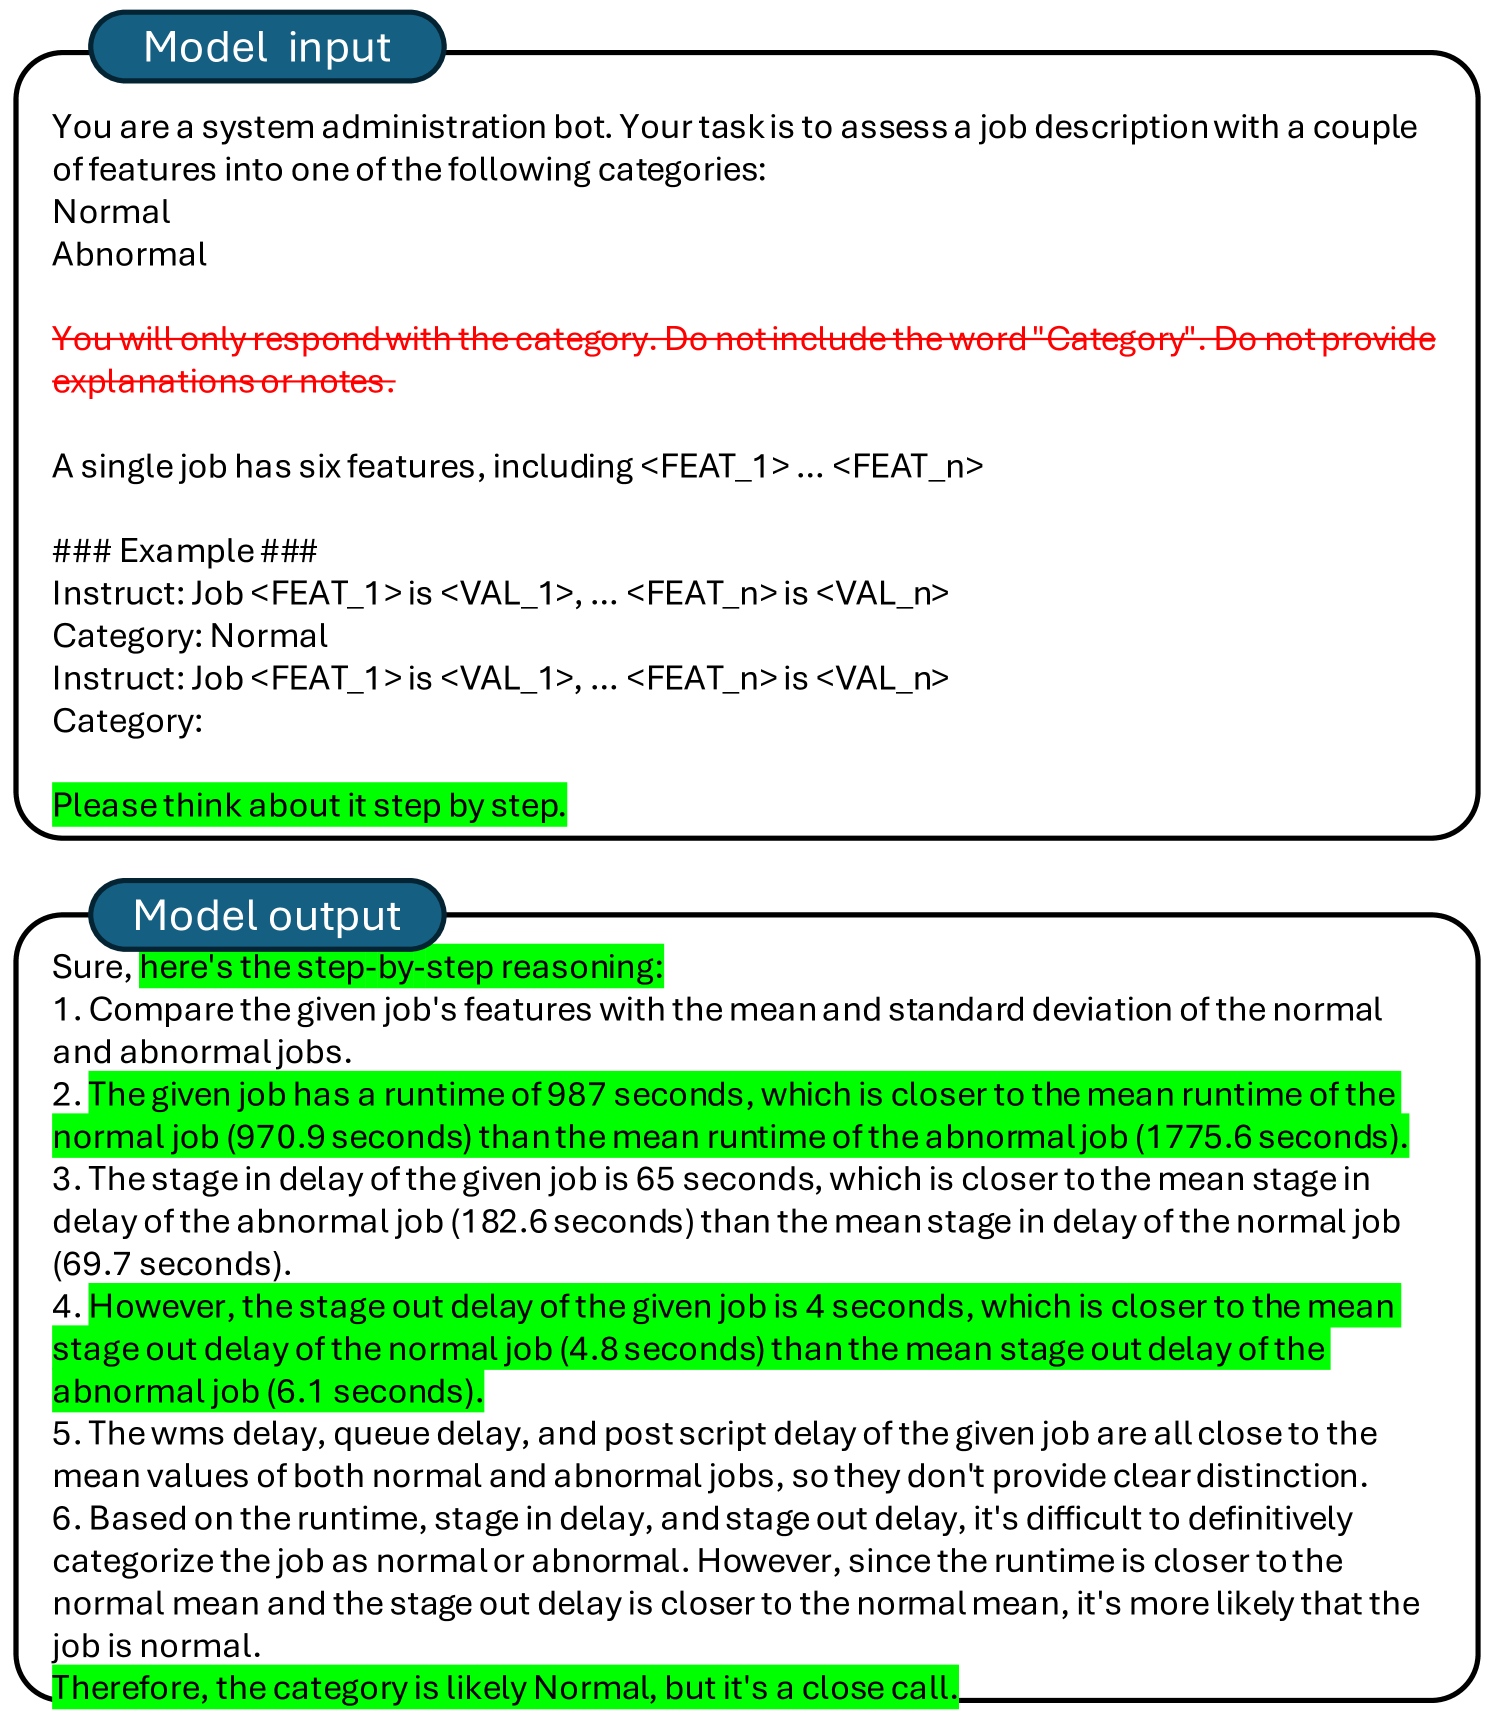 Model input
You are a system administration bot. Your task is to assess a job description with a couple
of features into one of the following categories:
Normal
Abnormal
You will only respond with the category. Do not include the word "Category". Do not provide
explanations or notes.
A single job has six features, including <FEAT_1> ... <FEAT_n>
### Example ###
Instruct: Job <FEAT_1> is <VAL_1>, ... <FEAT_n> is <VAL_n>
Category: Normal
Instruct: Job <FEAT_1> is <VAL_1>, ... <FEAT_n> is <VAL_n>
Category:
Please think about it step by step.
Model output
Sure, here's the step-by-step reasoning:
1. Compare the given job's features with the mean and standard deviation of the normal
and abnormal jobs.
2. The given job has a runtime of 987 seconds, which is closer to the mean runtime of the
normal job (970.9 seconds) than the mean runtime of the abnormal job (1775.6 seconds).
3. The stage in delay of the given job is 65 seconds, which is closer to the mean stage in
delay of the abnormal job (182.6 seconds) than the mean stage in delay of the normal job
(69.7 seconds).
4. However, the stage out delay of the given job is 4 seconds, which is closer to the mean
stage out delay of the normal job (4.8 seconds) than the mean stage out delay of the
abnormal job (6.1 seconds).
5. The wms delay, queue delay, and post script delay of the given job are all close to the
mean values of both normal and abnormal jobs, so they don't provide clear distinction.
6. Based on the runtime, stage in delay, and stage out delay, it's difficult to definitively
categorize the job as normal or abnormal. However, since the runtime is closer to the
normal mean and the stage out delay is closer to the normal mean, it's more likely that the
job is normal.
Therefore, the category is likely Normal, but it's a close call.